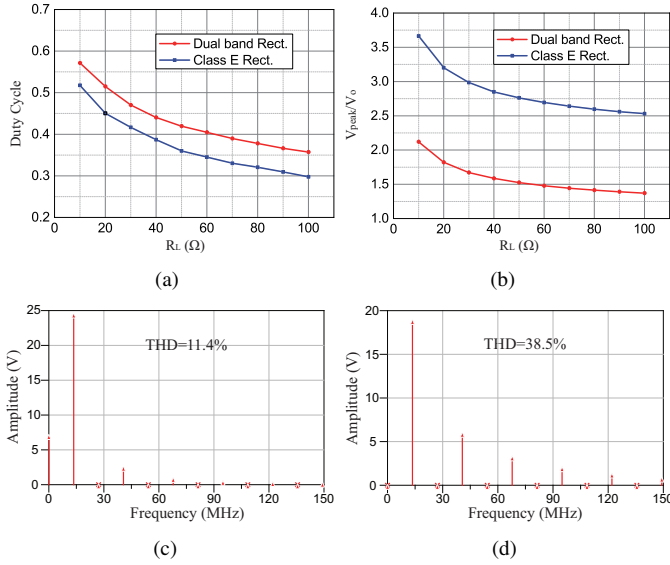 0.7
0.6
0.5
0.4
0.3
0.2
Duty Cycle
Dual band Rect.
Class E Rect.
0 20 40 60 80 100
R_L (Ω)
(a)
4.0
3.5
3.0
2.5
2.0
1.5
1.0
V_peak/V_o
Dual band Rect.
Class E Rect.
0 20 40 60 80 100
R_L (Ω)
(b)
25
20
15
10
5
0
Amplitude (V)
THD=11.4%
0 30 60 90 120 150
Frequency (MHz)
(c)
20
15
10
5
0
Amplitude (V)
THD=38.5%
0 30 60 90 120 150
Frequency (MHz)
(d)